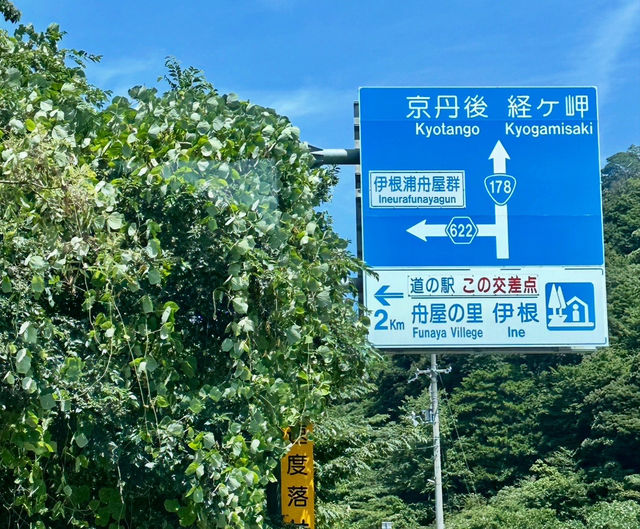 京丹後 経ケ岬
Kyotango Kyogamisaki
178
伊根浦舟屋群
Ineurafunayagun
622
道の駅 この交差点
舟屋の里 伊根
2Km
Funaya Villege Ine
度
落